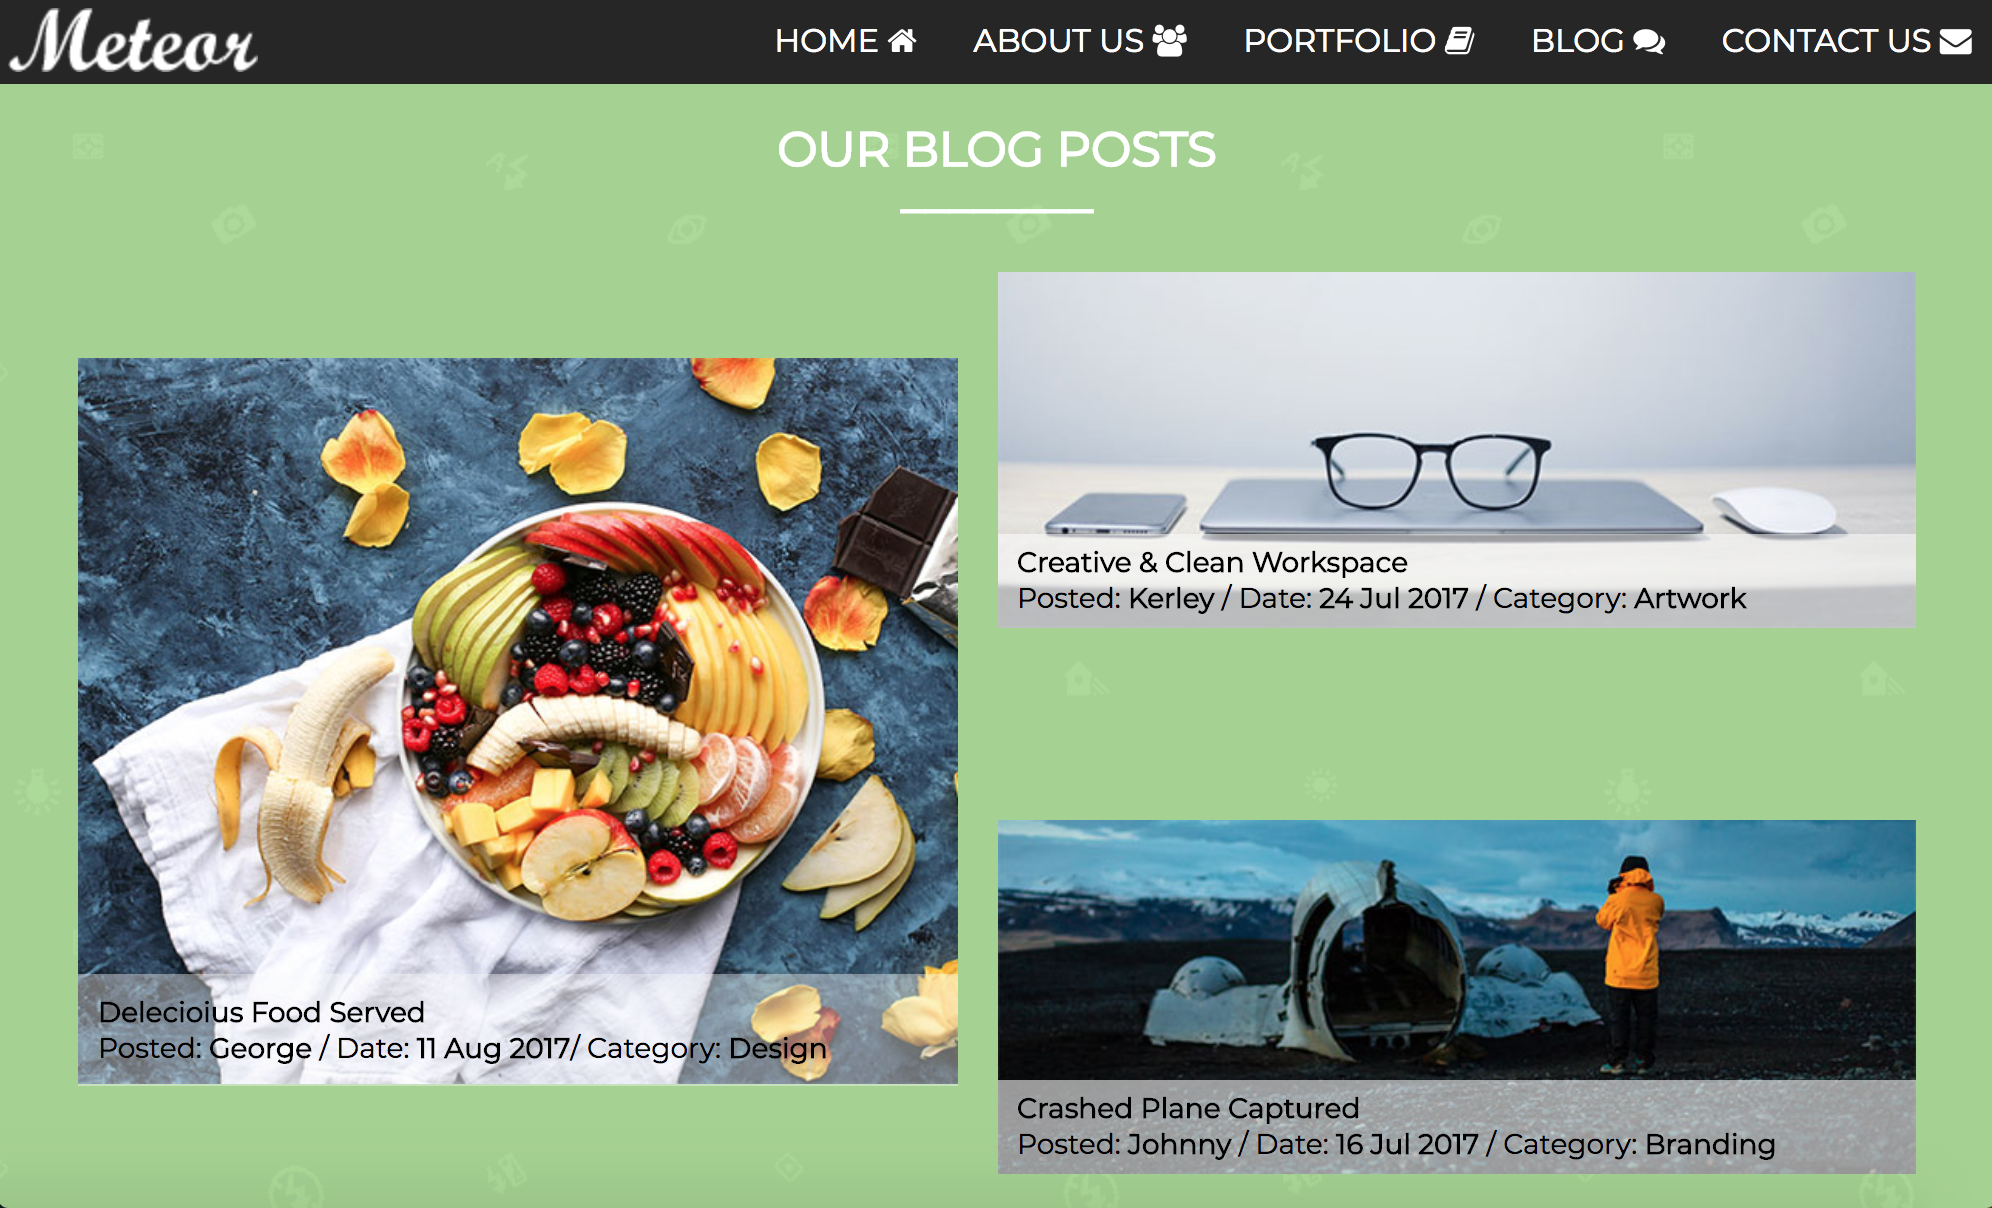 Meteor
HOME
ABOUT US
PORTFOLIO
BLOG
CONTACT US
OUR BLOG POSTS
Delecioius Food Served
Posted: George / Date: 11 Aug 2017/ Category: Design
Creative & Clean Workspace
Posted: Kerley / Date: 24 Jul 2017 / Category: Artwork
Crashed Plane Captured
Posted: Johnny / Date: 16 Jul 2017 / Category: Branding